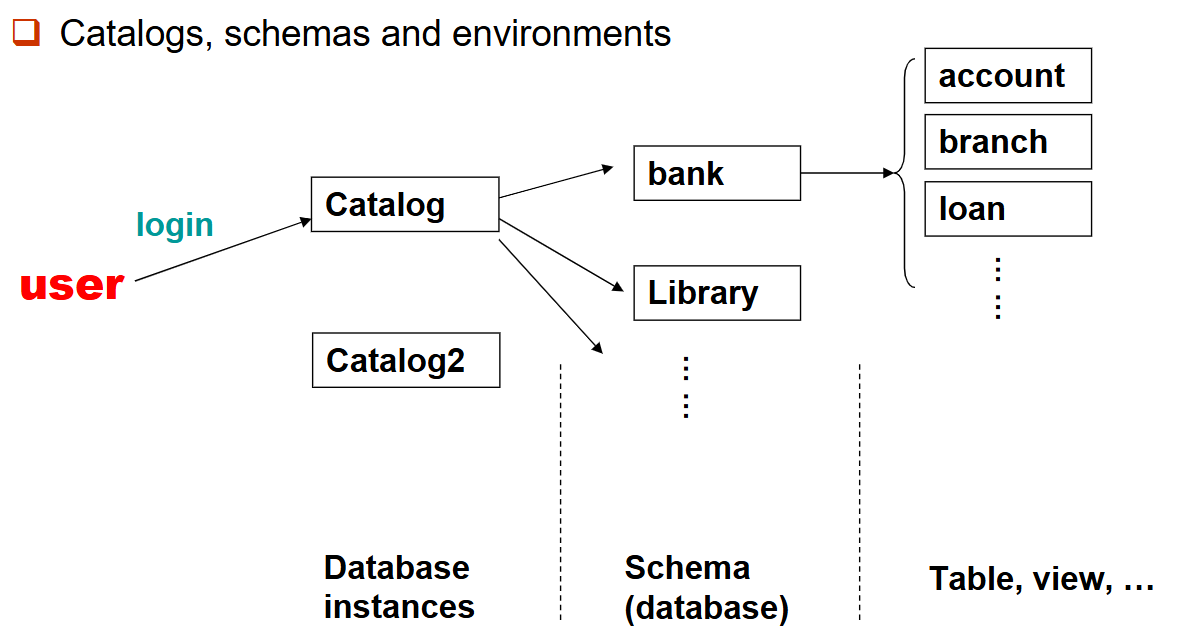 Catalogs, schemas and environments
user
login
Catalog
Catalog2
bank
Library
⋮
⋮
account
branch
loan
⋮
⋮
Database
instances
Schema
(database)
Table, view, …